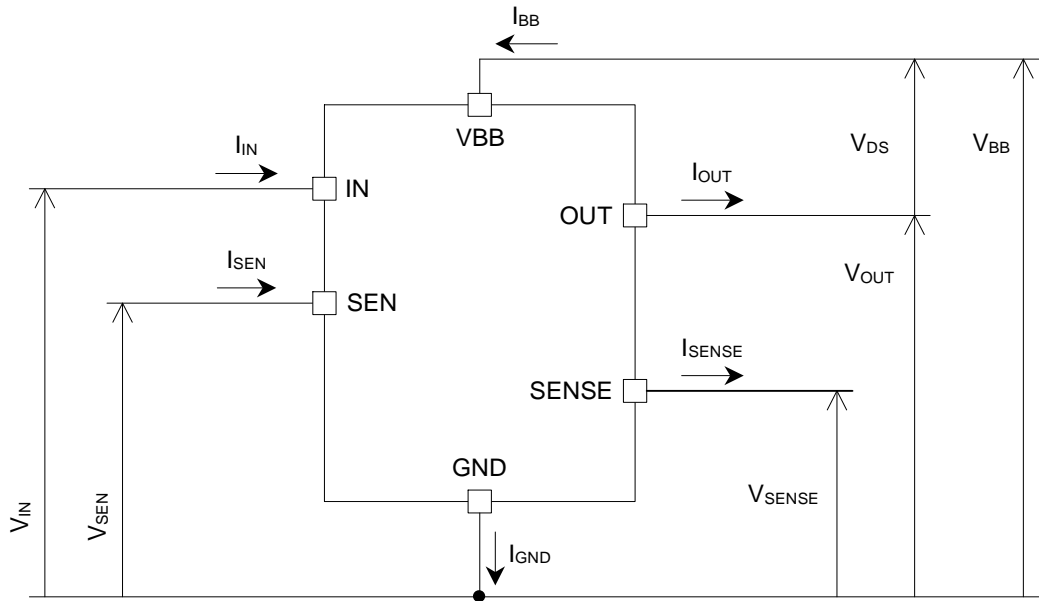 IBB
VBB
IIN
IN
VDS
VBB
IOUT
OUT
ISEN
SEN
VOUT
ISENSE
SENSE
GND
VSENSE
VIN
VSEN
IGND